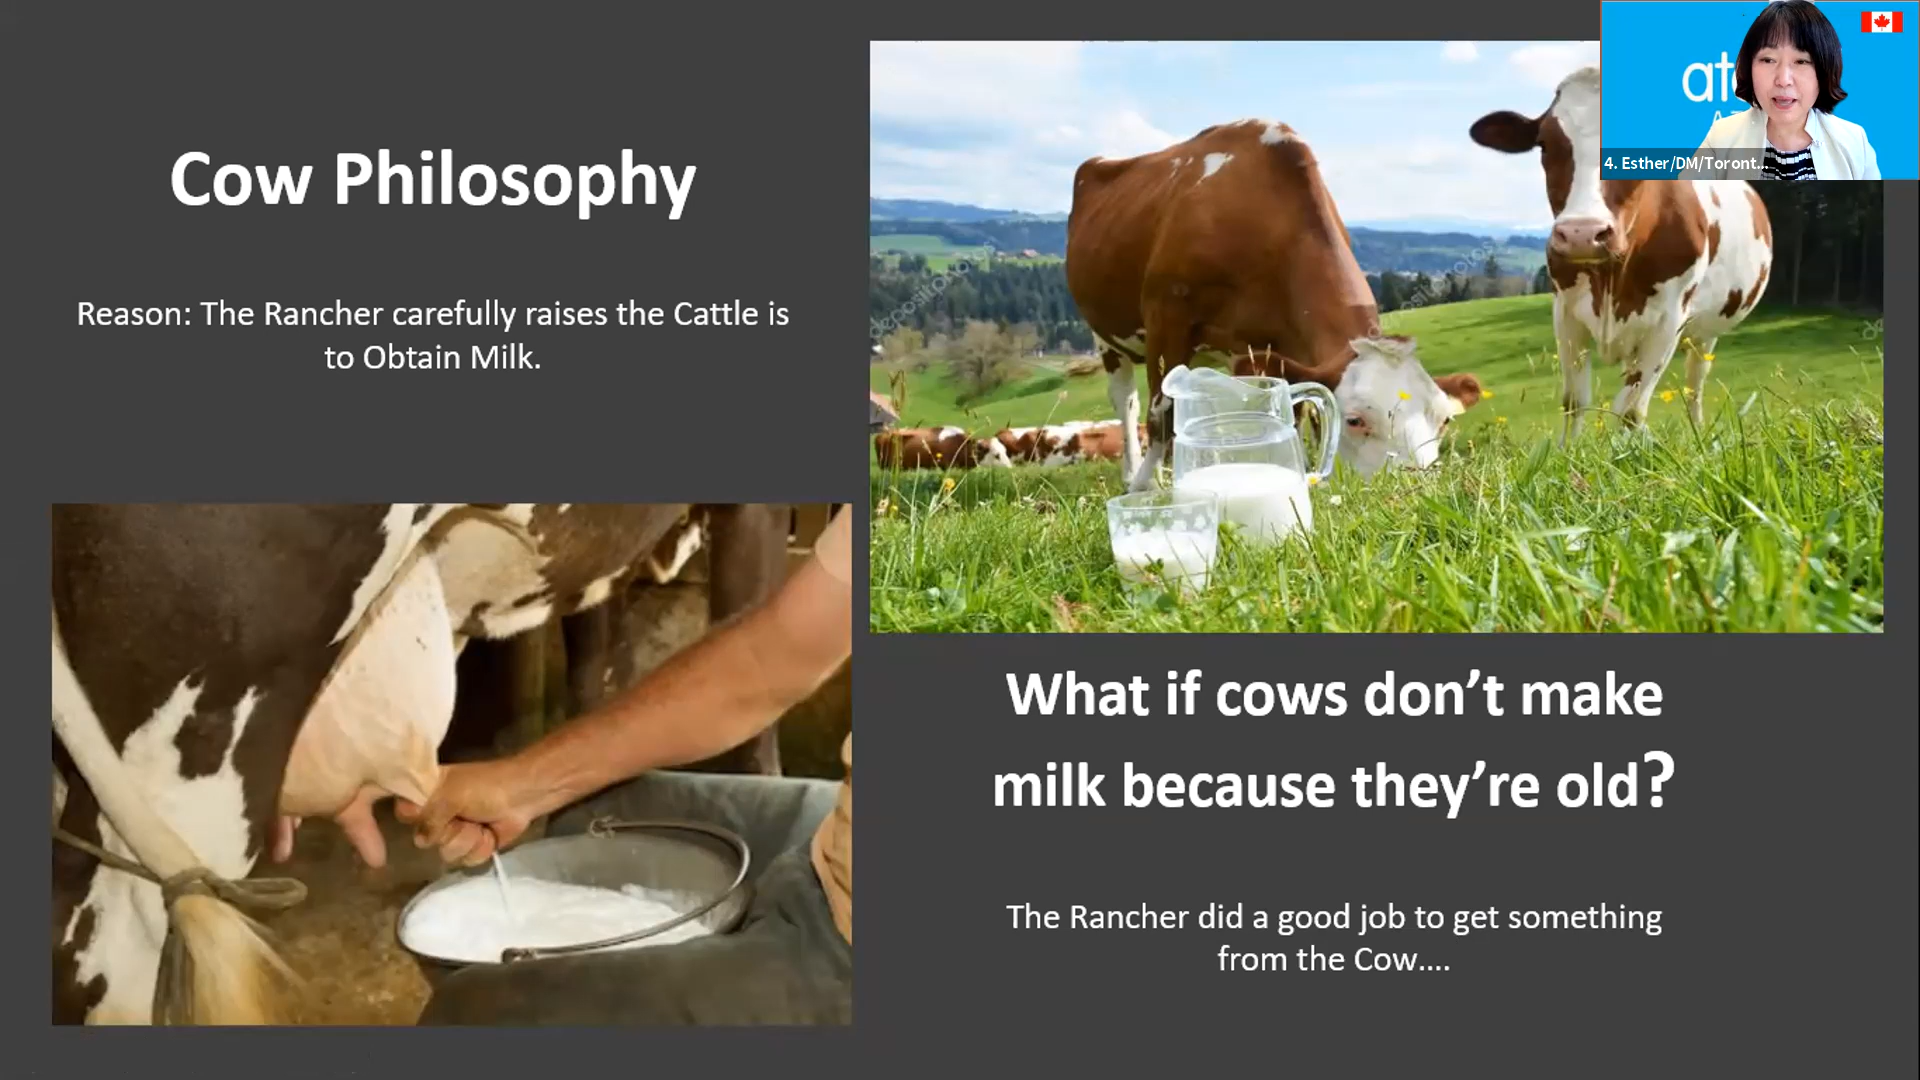 Cow Philosophy
Reason: The Rancher carefully raises the Cattle is
to Obtain Milk.
4. Esther/DM/Toront...
depositphotos
depositphotos
What if cows don't make
milk because they're old?
The Rancher did a good job to get something
from the Cow....